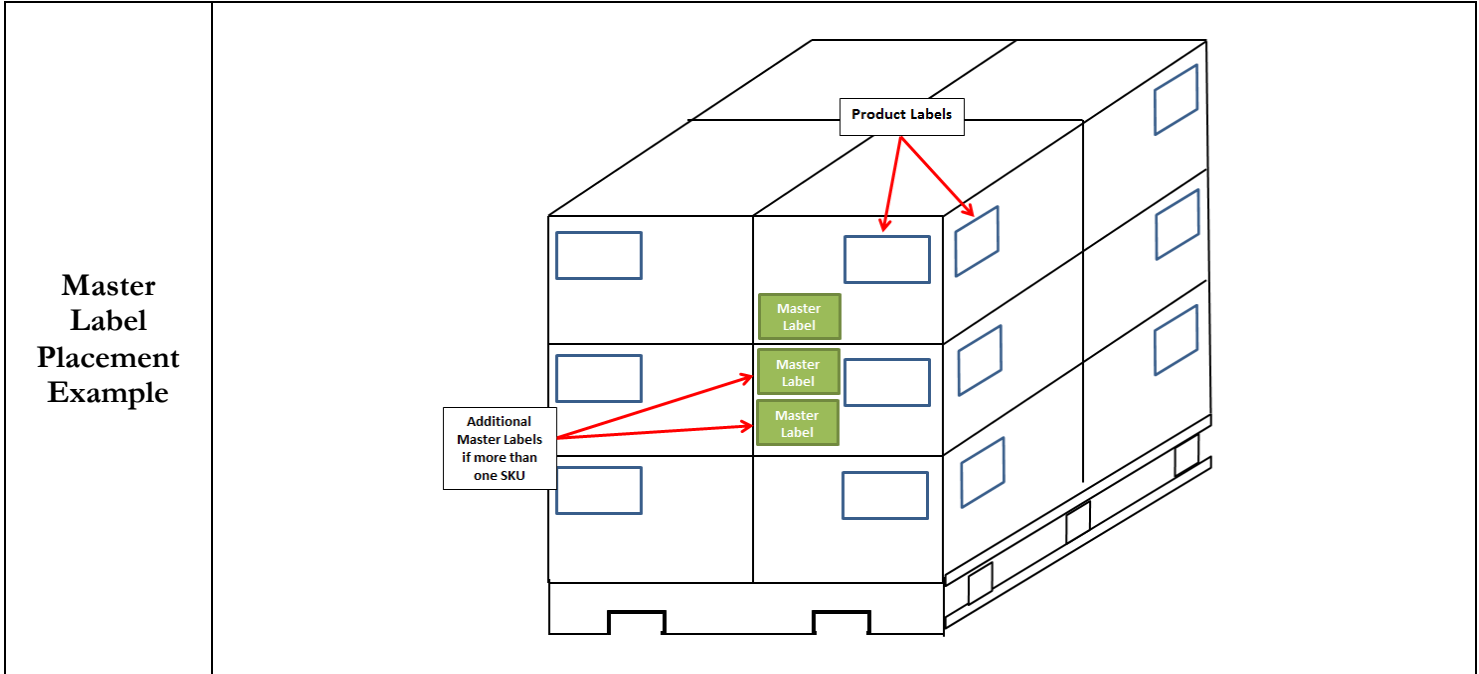 Master
Label
Placement
Example
Product Labels
Master
Label
Master
Label
Master
Label
Additional
Master Labels
if more than
one SKU